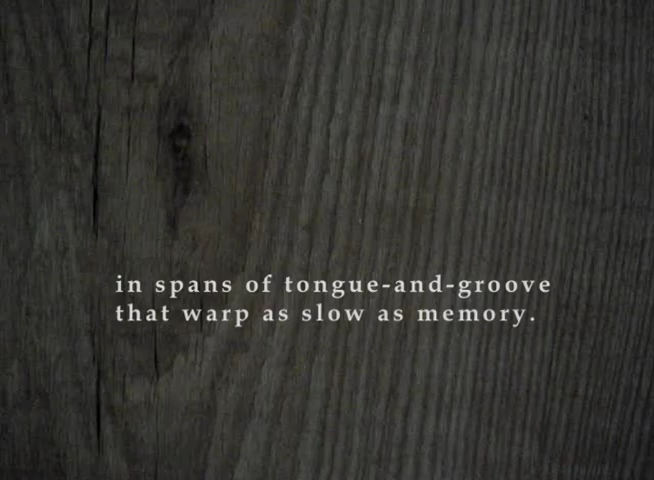 in spans of tongue-and-groove
that warp as slow as memory.